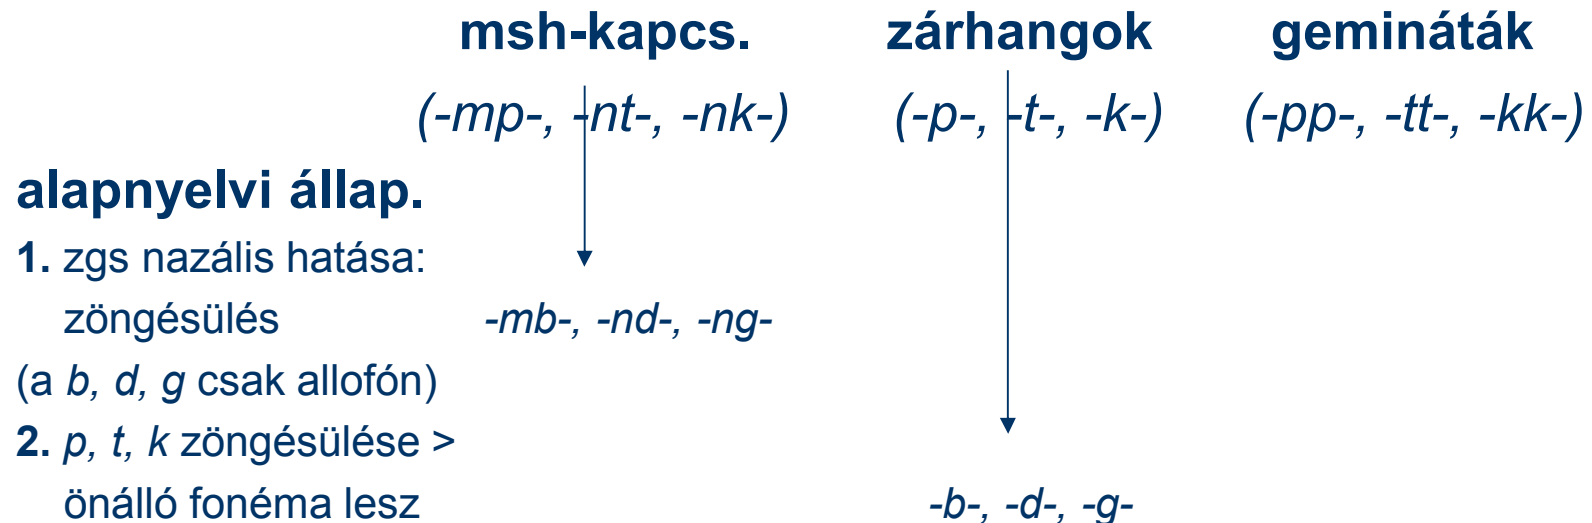 msh-kapcs. zárhangok gemináták
(-mp-, -nt-, -nk-) (-p-, -t-, -k-) (-pp-, -tt-, -kk-)
alapnyelvi állap.
1. zgs nazális hatása:
zöngésülés -mb-, -nd-, -ng-
(a b, d, g csak allofón)
2. p, t, k zöngésülése >
önálló fonéma lesz -b-, -d-, -g-